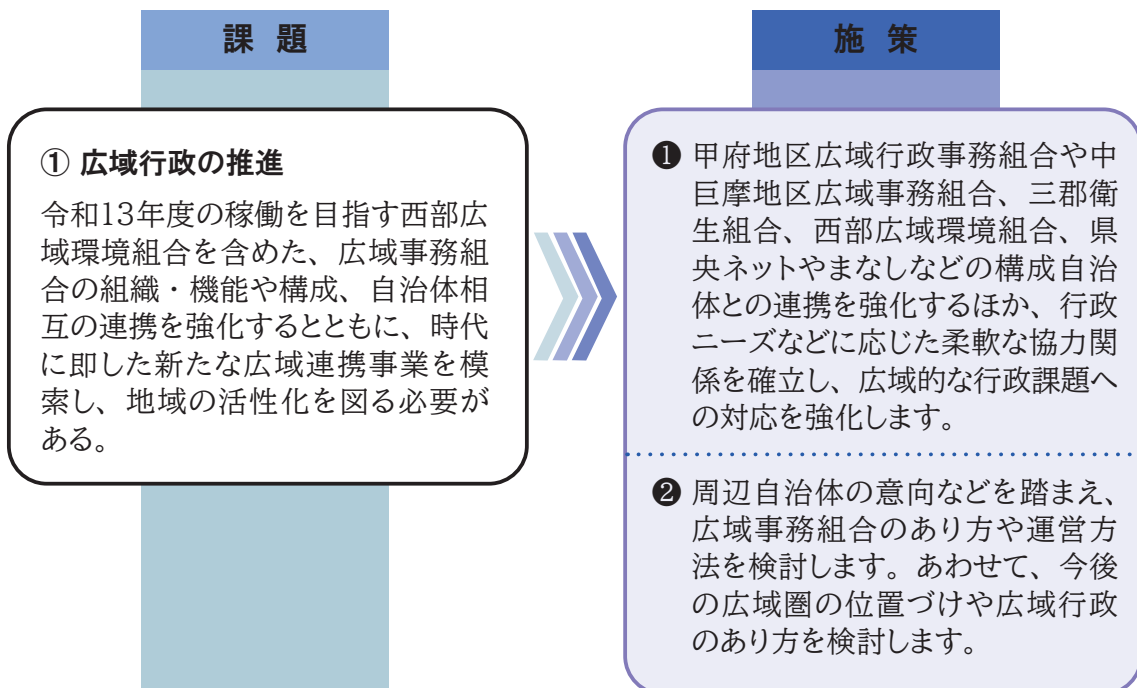 課題
① 広域行政の推進
令和13年度の稼働を目指す西部広
域環境組合を含めた、広域事務組
合の組織・機能や構成、自治体相
互の連携を強化するとともに、時代
に即した新たな広域連携事業を模
索し、地域の活性化を図る必要が
ある。
施策
❶ 甲府地区広域行政事務組合や中
巨摩地区広域事務組合、三郡衛
生組合、西部広域環境組合、県
央ネットやまなしなどの構成自治
体との連携を強化するほか、行政
ニーズなどに応じた柔軟な協力関
係を確立し、広域的な行政課題へ
の対応を強化します。
❷ 周辺自治体の意向などを踏まえ、
広域事務組合のあり方や運営方
法を検討します。あわせて、今後
の広域圏の位置づけや広域行政
のあり方を検討します。